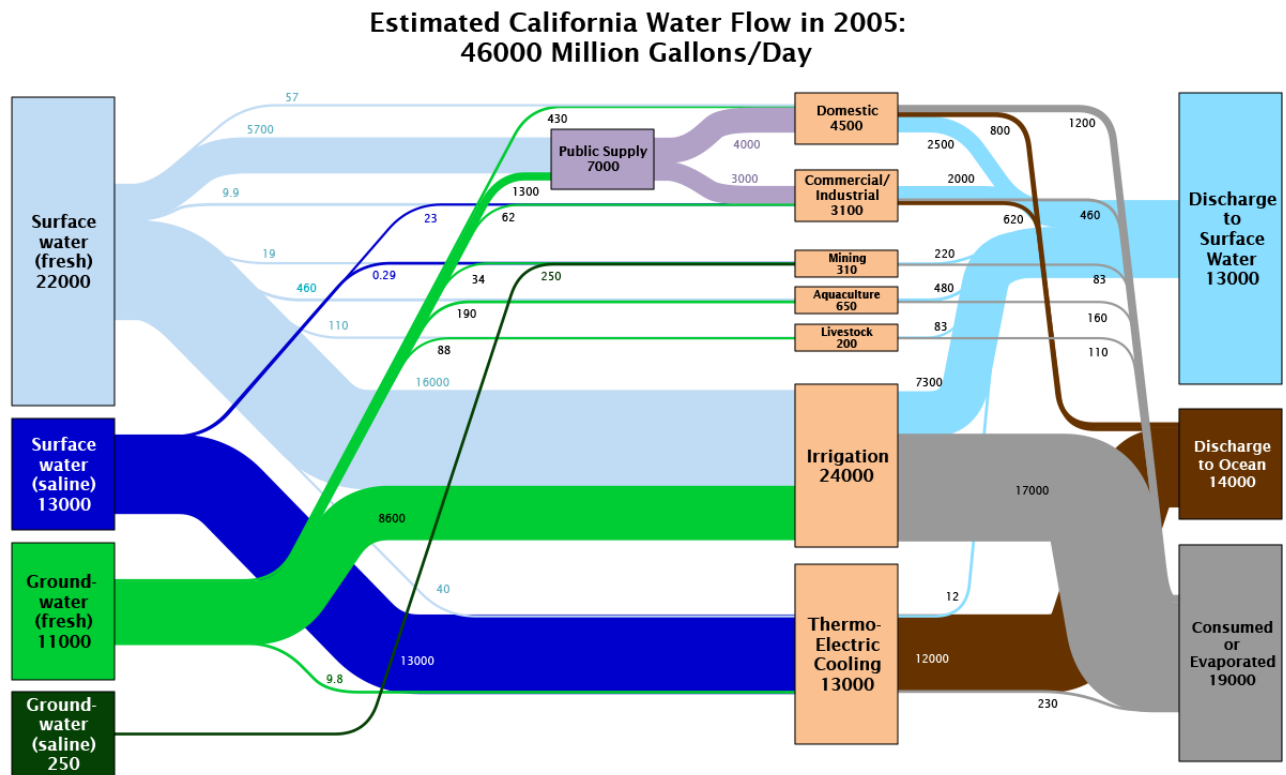 Estimated California Water Flow in 2005:
46000 Million Gallons/Day
Surface
water
(fresh)
22000
Surface
water
(saline)
13000
Ground-
water
(fresh)
11000
Ground-
water
(saline)
250
57
5700
9.9
19
460
110
16000
40
23
0.29
430
1300
62
34
190
88
8600
9.8
250
13000
Public Supply
7000
4000
3000
Domestic
4500
Commercial/
Industrial
3100
Mining
310
Aquaculture
650
Livestock
200
Irrigation
24000
Thermo-
Electric
Cooling
13000
800
1200
2500
2000
620
460
220
83
480
160
83
110
7300
17000
12
12000
230
Discharge
to
Surface
Water
13000
Discharge
to Ocean
14000
Consumed
or
Evaporated
19000